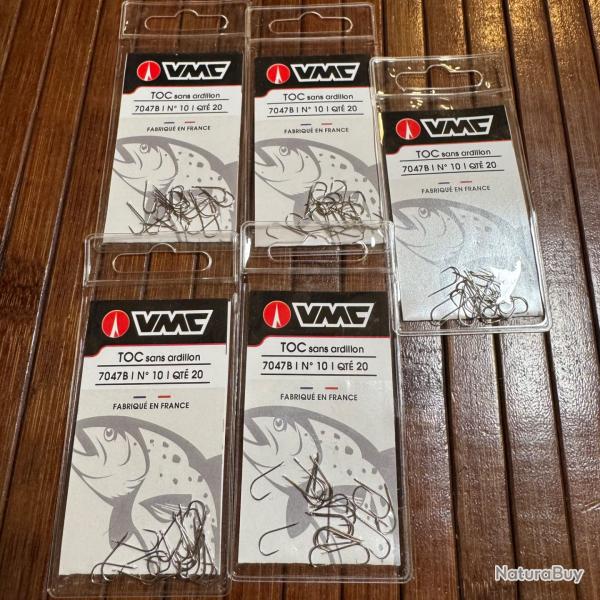 VMC
TOC sans ardillon
7047B | N° 10 | QTÉ 20
FABRIQUÉ EN FRANCE
VMC
TOC sans ardillon
7047B | N° 10 | QTÉ 20
FABRIQUÉ EN FRANCE
VMC
TOC sans ardillon
7047B | N° 10 | QTÉ 20
FABRIQUÉ EN FRANCE
VMC
TOC sans ardillon
7047B | N° 10 | QTÉ 20
FABRIQUÉ EN FRANCE
VMC
TOC sans ardillon
7047B | N° 10 | QTÉ 20
FABRIQUÉ EN FRANCE
NaturaBuy